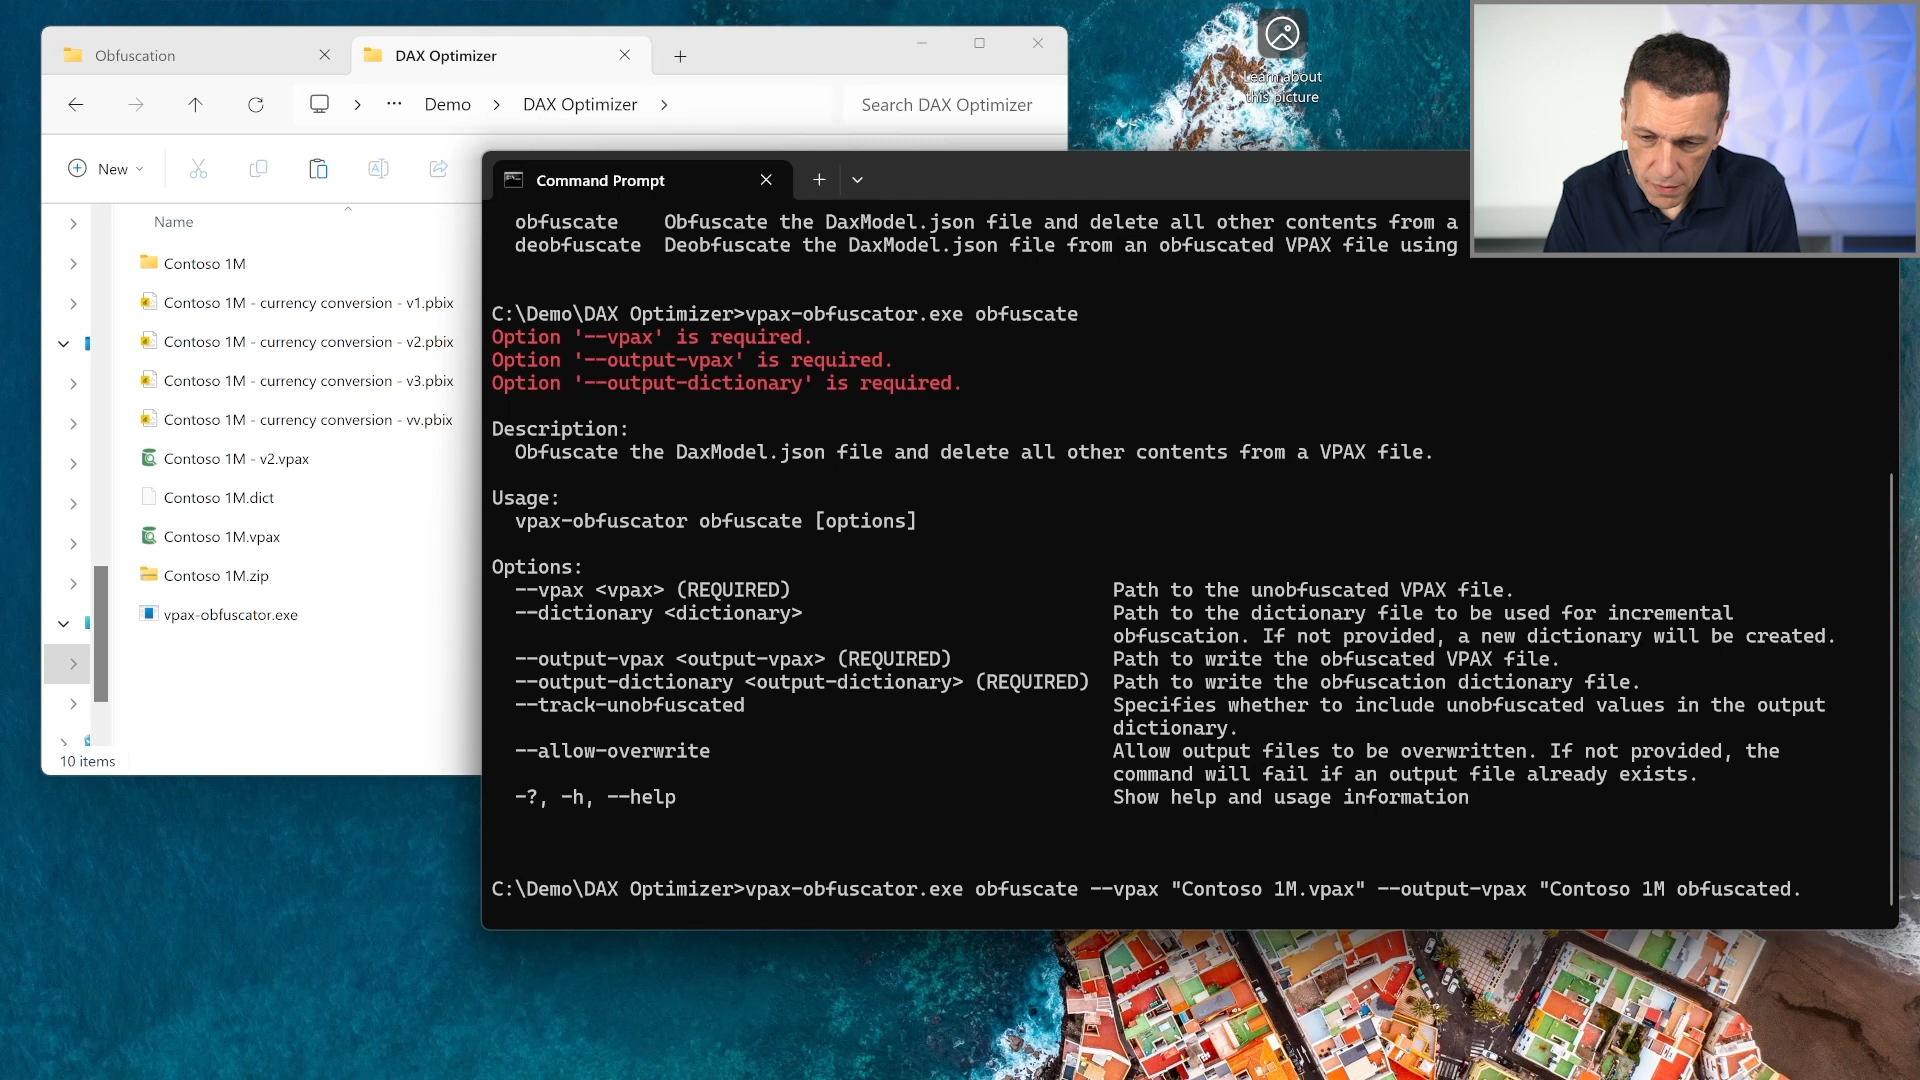 Obfuscation
DAX Optimizer
Demo
DAX Optimizer
Search DAX Optimizer
New
Name
Contoso 1M
Contoso 1M - currency conversion - v1.pbix
Contoso 1M - currency conversion - v2.pbix
Contoso 1M - currency conversion - v3.pbix
Contoso 1M - currency conversion - vv.pbix
Contoso 1M - v2.vpax
Contoso 1M.dict
Contoso 1M.vpax
Contoso 1M.zip
vpax-obfuscator.exe
10 items
Learn about
this picture
Command Prompt
obfuscate    Obfuscate the DaxModel.json file and delete all other contents from a
deobfuscate  Deobfuscate the DaxModel.json file from an obfuscated VPAX file using
C:\Demo\DAX Optimizer>vpax-obfuscator.exe obfuscate
Option '--vpax' is required.
Option '--output-vpax' is required.
Option '--output-dictionary' is required.
Description:
Obfuscate the DaxModel.json file and delete all other contents from a VPAX file.
Usage:
vpax-obfuscator obfuscate [options]
Options:
--vpax <vpax> (REQUIRED)    Path to the unobfuscated VPAX file.
--dictionary <dictionary>    Path to the dictionary file to be used for incremental
obfuscation. If not provided, a new dictionary will be created.
--output-vpax <output-vpax> (REQUIRED)    Path to write the obfuscated VPAX file.
--output-dictionary <output-dictionary> (REQUIRED)  Path to write the obfuscation dictionary file.
--track-unobfuscated    Specifies whether to include unobfuscated values in the output
dictionary.
--allow-overwrite    Allow output files to be overwritten. If not provided, the
command will fail if an output file already exists.
-?, -h, --help    Show help and usage information
C:\Demo\DAX Optimizer>vpax-obfuscator.exe obfuscate --vpax "Contoso 1M.vpax" --output-vpax "Contoso 1M obfuscated.